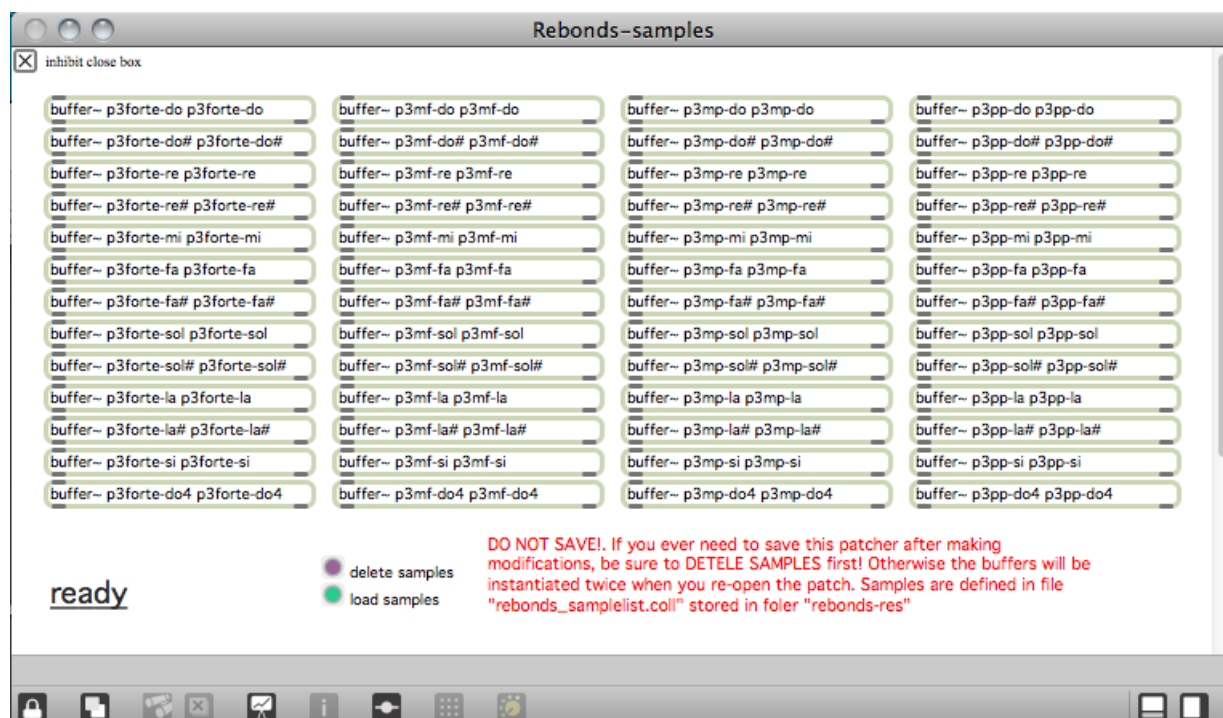 Rebonds-samples
inhibit close box
buffer~ p3forte-do p3forte-do
buffer~ p3mf-do p3mf-do
buffer~ p3mp-do p3mp-do
buffer~ p3pp-do p3pp-do
buffer~ p3forte-do# p3forte-do#
buffer~ p3mf-do# p3mf-do#
buffer~ p3mp-do# p3mp-do#
buffer~ p3pp-do# p3pp-do#
buffer~ p3forte-re p3forte-re
buffer~ p3mf-re p3mf-re
buffer~ p3mp-re p3mp-re
buffer~ p3pp-re p3pp-re
buffer~ p3forte-re# p3forte-re#
buffer~ p3mf-re# p3mf-re#
buffer~ p3mp-re# p3mp-re#
buffer~ p3pp-re# p3pp-re#
buffer~ p3forte-mi p3forte-mi
buffer~ p3mf-mi p3mf-mi
buffer~ p3mp-mi p3mp-mi
buffer~ p3pp-mi p3pp-mi
buffer~ p3forte-fa p3forte-fa
buffer~ p3mf-fa p3mf-fa
buffer~ p3mp-fa p3mp-fa
buffer~ p3pp-fa p3pp-fa
buffer~ p3forte-fa# p3forte-fa#
buffer~ p3mf-fa# p3mf-fa#
buffer~ p3mp-fa# p3mp-fa#
buffer~ p3pp-fa# p3pp-fa#
buffer~ p3forte-sol p3forte-sol
buffer~ p3mf-sol p3mf-sol
buffer~ p3mp-sol p3mp-sol
buffer~ p3pp-sol p3pp-sol
buffer~ p3forte-sol# p3forte-sol#
buffer~ p3mf-sol# p3mf-sol#
buffer~ p3mp-sol# p3mp-sol#
buffer~ p3pp-sol# p3pp-sol#
buffer~ p3forte-la p3forte-la
buffer~ p3mf-la p3mf-la
buffer~ p3mp-la p3mp-la
buffer~ p3pp-la p3pp-la
buffer~ p3forte-la# p3forte-la#
buffer~ p3mf-la# p3mf-la#
buffer~ p3mp-la# p3mp-la#
buffer~ p3pp-la# p3pp-la#
buffer~ p3forte-si p3forte-si
buffer~ p3mf-si p3mf-si
buffer~ p3mp-si p3mp-si
buffer~ p3pp-si p3pp-si
buffer~ p3forte-do4 p3forte-do4
buffer~ p3mf-do4 p3mf-do4
buffer~ p3mp-do4 p3mp-do4
buffer~ p3pp-do4 p3pp-do4
ready
delete samples
load samples
DO NOT SAVE!. If you ever need to save this patcher after making
modifications, be sure to DETELE SAMPLES first! Otherwise the buffers will be
instantiated twice when you re-open the patch. Samples are defined in file
"rebonds_samplelist.coll" stored in foler "rebonds-res"